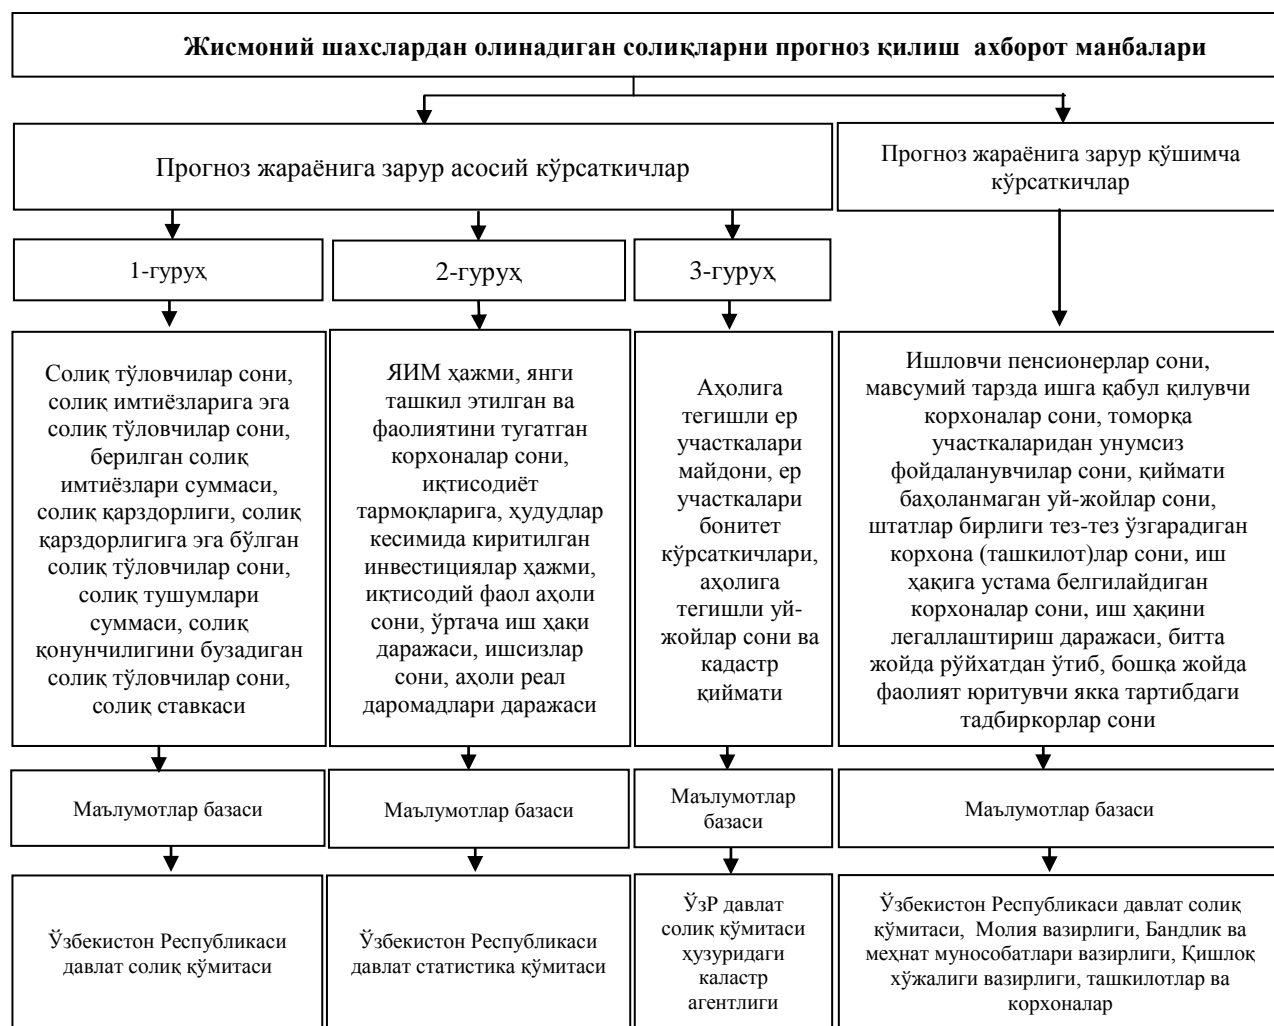 Жисмоний шахслардан олинадиган солиқларни прогноз қилиш ахборот манбалари
Прогноз жараёнига зарур асосий кўрсаткичлар
Прогноз жараёнига зарур қўшимча
кўрсаткичлар
1-гуруҳ
2-гуруҳ
3-гуруҳ
Солиқ тўловчилар сони,
солиқ имтиёзларига эга
солиқ тўловчилар сони,
берилган солиқ
имтиёзлари суммаси,
солиқ қарздорлиги, солиқ
қарздорлигига эга бўлган
солиқ тўловчилар сони,
солиқ тушумлари
суммаси, солиқ
қонунчилигини бузадиган
солиқ тўловчилар сони,
солиқ ставкаси
ЯИМ ҳажми, янги
ташкил этилган ва
фаолиятини тугатган
корхоналар сони,
иқтисодиёт
тармоқларига, ҳудудлар
кесимида киритилган
инвестициялар ҳажми,
иқтисодий фаол аҳоли
сони, ўртача иш ҳақи
даражаси, ишсизлар
сони, аҳоли реал
даромадлари даражаси
Аҳолига
тегишли ер
участкалари
майдони, ер
участкалари
бонитет
кўрсаткичлари,
аҳолига
тегишли уй-
жойлар сони ва
кадастр
қиймати
Ишловчи пенсионерлар сони,
мавсумий тарзда ишга қабул қилувчи
корхоналар сони, томорқа
участкаларидан унумсиз
фойдаланувчилар сони, қиймати
баҳоланмаган уй-жойлар сони,
штатлар бирлиги тез-тез ўзгарадиган
корхона (ташкилот)лар сони, иш
ҳақига устама белгилайдиган
корхоналар сони, иш ҳақини
легаллаштириш даражаси, битта
жойда рўйхатдан ўтиб, бошқа жойда
фаолият юритувчи якка тартибдаги
тадбиркорлар сони
Маълумотлар базаси
Маълумотлар базаси
Маълумотлар
базаси
Маълумотлар базаси
Ўзбекистон Республикаси
давлат солиқ қўмитаси
Ўзбекистон Республикаси
давлат статистика қўмитаси
ЎзР давлат
солиқ қўмитаси
ҳузуридаги
каластр
агентлиги
Ўзбекистон Республикаси давлат солиқ
қўмитаси, Молия вазирлиги, Бандлик ва
меҳнат муносабатлари вазирлиги, Қишлоқ
хўжалиги вазирлиги, ташкилотлар ва
корхоналар